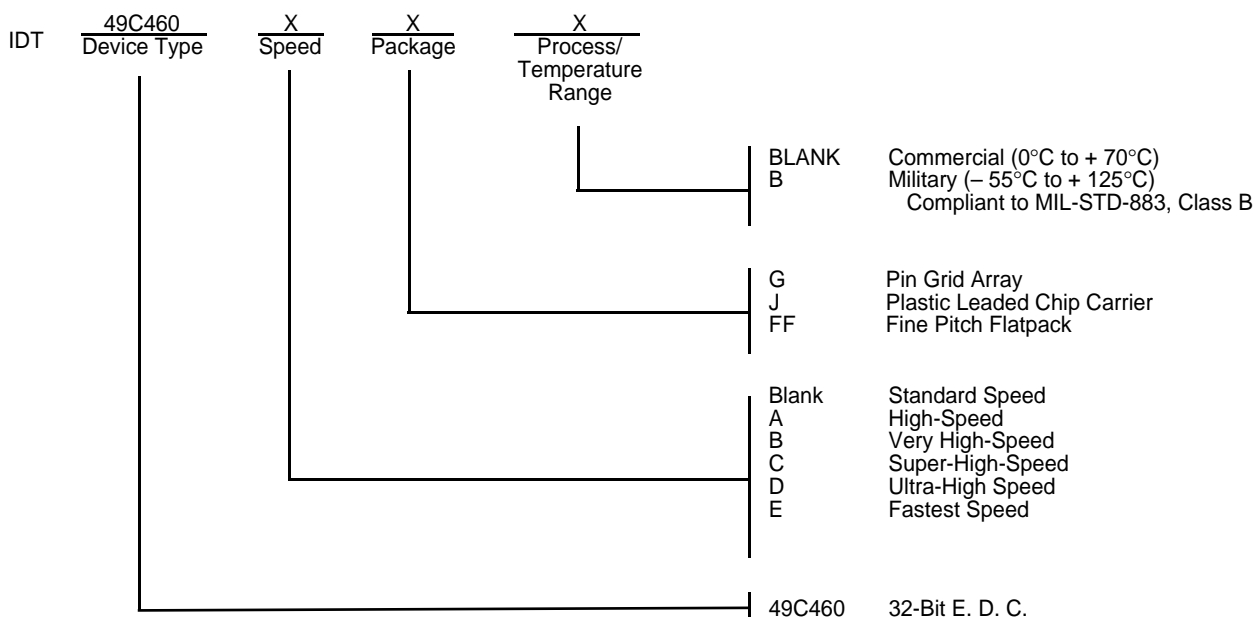 IDT 49C460 X X X
Device Type Speed Package Process/
Temperature
Range
BLANK Commercial (0°C to + 70°C)
B Military (– 55°C to + 125°C)
Compliant to MIL-STD-883, Class B
G Pin Grid Array
J Plastic Leaded Chip Carrier
FF Fine Pitch Flatpack
Blank Standard Speed
A High-Speed
B Very High-Speed
C Super-High-Speed
D Ultra-High Speed
E Fastest Speed
49C460 32-Bit E. D. C.